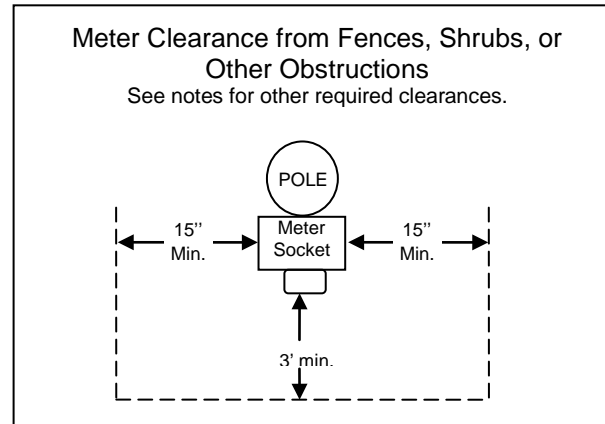 Meter Clearance from Fences, Shrubs, or
Other Obstructions
See notes for other required clearances.
POLE
15’’
Min.
Meter
Socket
15’’
Min.
3’ min.